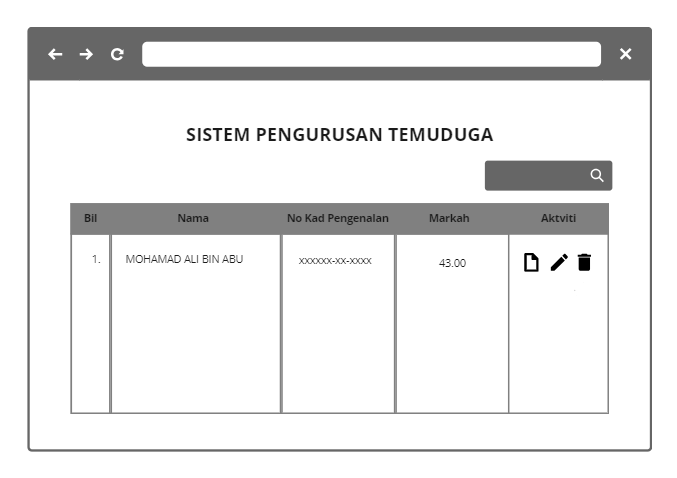 SISTEM PENGURUSAN TEMUDUGA
Bil Nama No Kad Pengenalan Markah Aktviti
1. MOHAMAD ALI BIN ABU xxxxxx-xx-xxxx 43.00